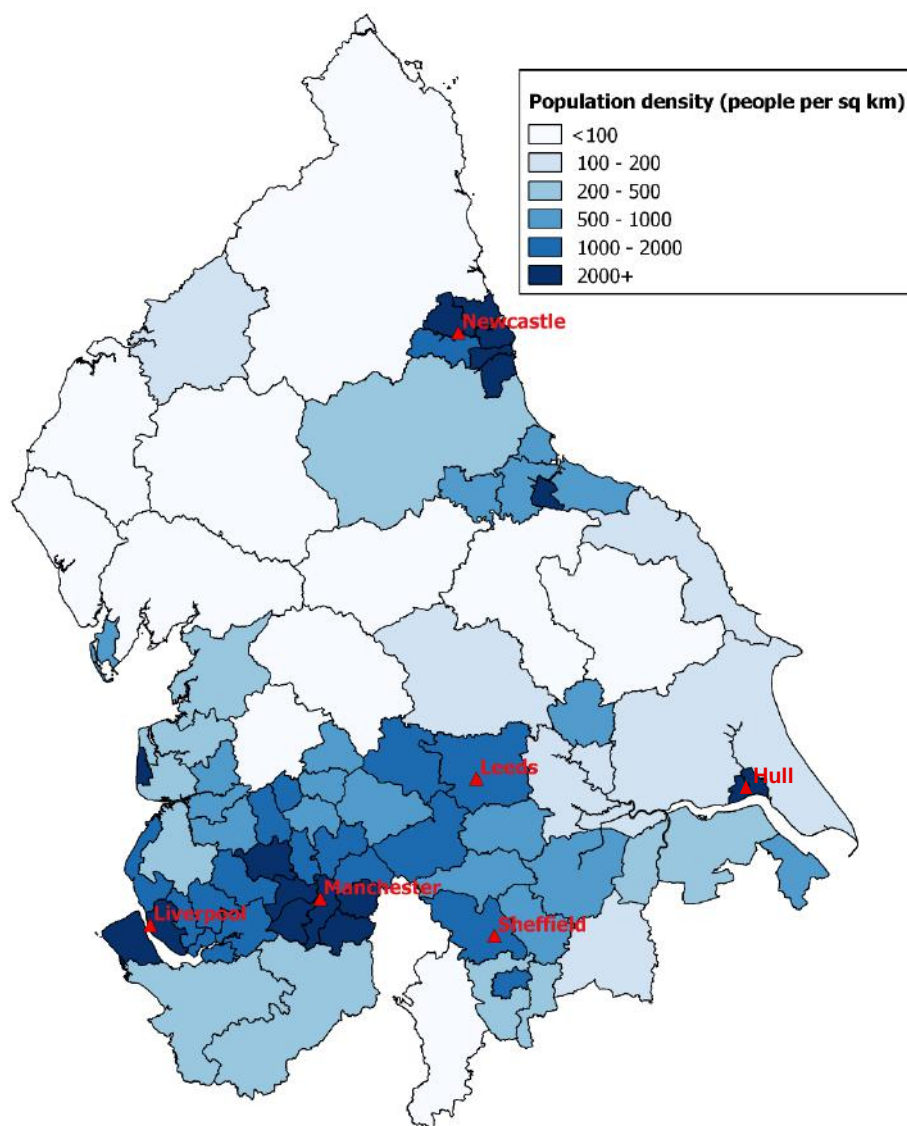 Population density (people per sq km)
<100
100 - 200
200 - 500
500 - 1000
1000 - 2000
2000+
Newcastle
Leeds
Hull
Manchester
Liverpool
Sheffield